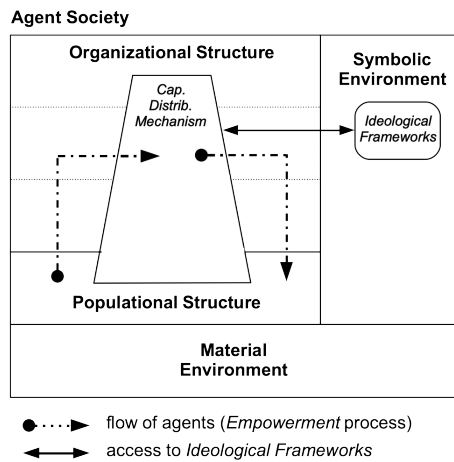 Agent Society
Organizational Structure
Cap.
Distrib.
Mechanism
Symbolic
Environment
Ideological
Frameworks
Populational Structure
Material
Environment
flow of agents (Empowerment process)
access to Ideological Frameworks